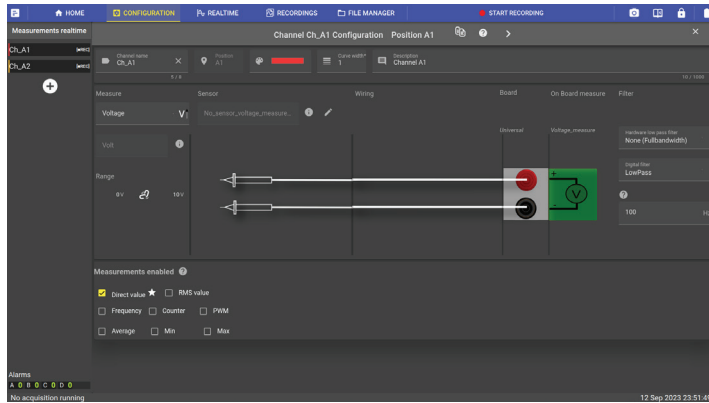 HOME CONFIGURATION REALTIME RECORDINGS FILE MANAGER START RECORDING
Measurements realtime
Channel Ch_A1 Configuration Position A1
Ch_A1
Ch_A2
Channel name
Ch_A1
5 / 8
Position
A1
Curve width*
1
Description
Channel A1
10 / 1000
Measure Sensor Wiring Board On Board measure Filter
Voltage V
No_sensor_voltage_measure...
Universal Voltage_measure
Hardware low pass filter
None (Fullbandwidth)
Volt
Digital filter
LowPass
Range
0 V 10 V
+
V
-
100
Measurements enabled
Direct value RMS value
Frequency Counter PWM
Average Min Max
Alarms
A 0 B 0 C 0 D 0
No acquisition running
12 Sep 2023 23:51:4